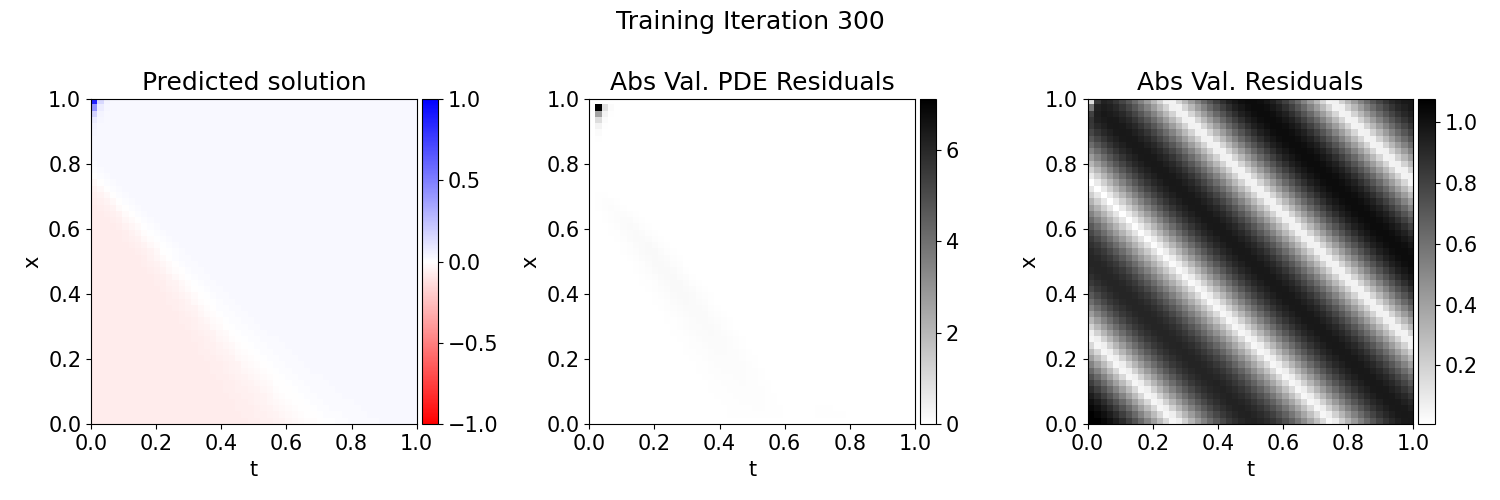 Training Iteration 300
Predicted solution
1.0
0.8
0.6
0.4
0.2
0.0
x
0.0 0.2 0.4 0.6 0.8 1.0
t
1.0
0.5
0.0
−0.5
−1.0
Abs Val. PDE Residuals
1.0
0.8
0.6
0.4
0.2
0.0
x
0.0 0.2 0.4 0.6 0.8 1.0
t
6
4
2
0
Abs Val. Residuals
1.0
0.8
0.6
0.4
0.2
0.0
x
0.0 0.2 0.4 0.6 0.8 1.0
t
1.0
0.8
0.6
0.4
0.2